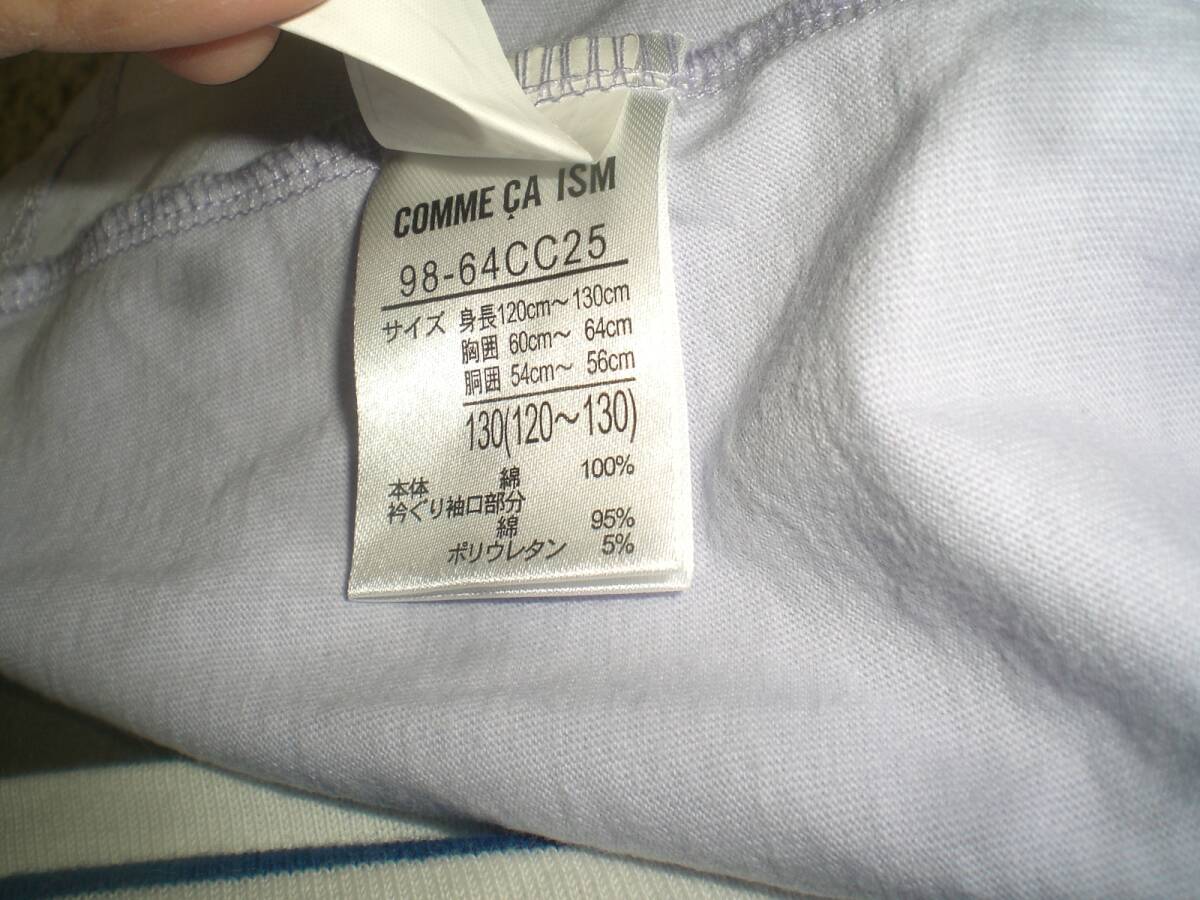 COMME ÇA ISM
98-64CC25
サイズ 身長120cm～130cm
胸囲 60cm～ 64cm
胴囲 54cm～ 56cm
130(120～130)
本体 綿 100%
衿ぐり袖口部分
綿 95%
ポリウレタン 5%